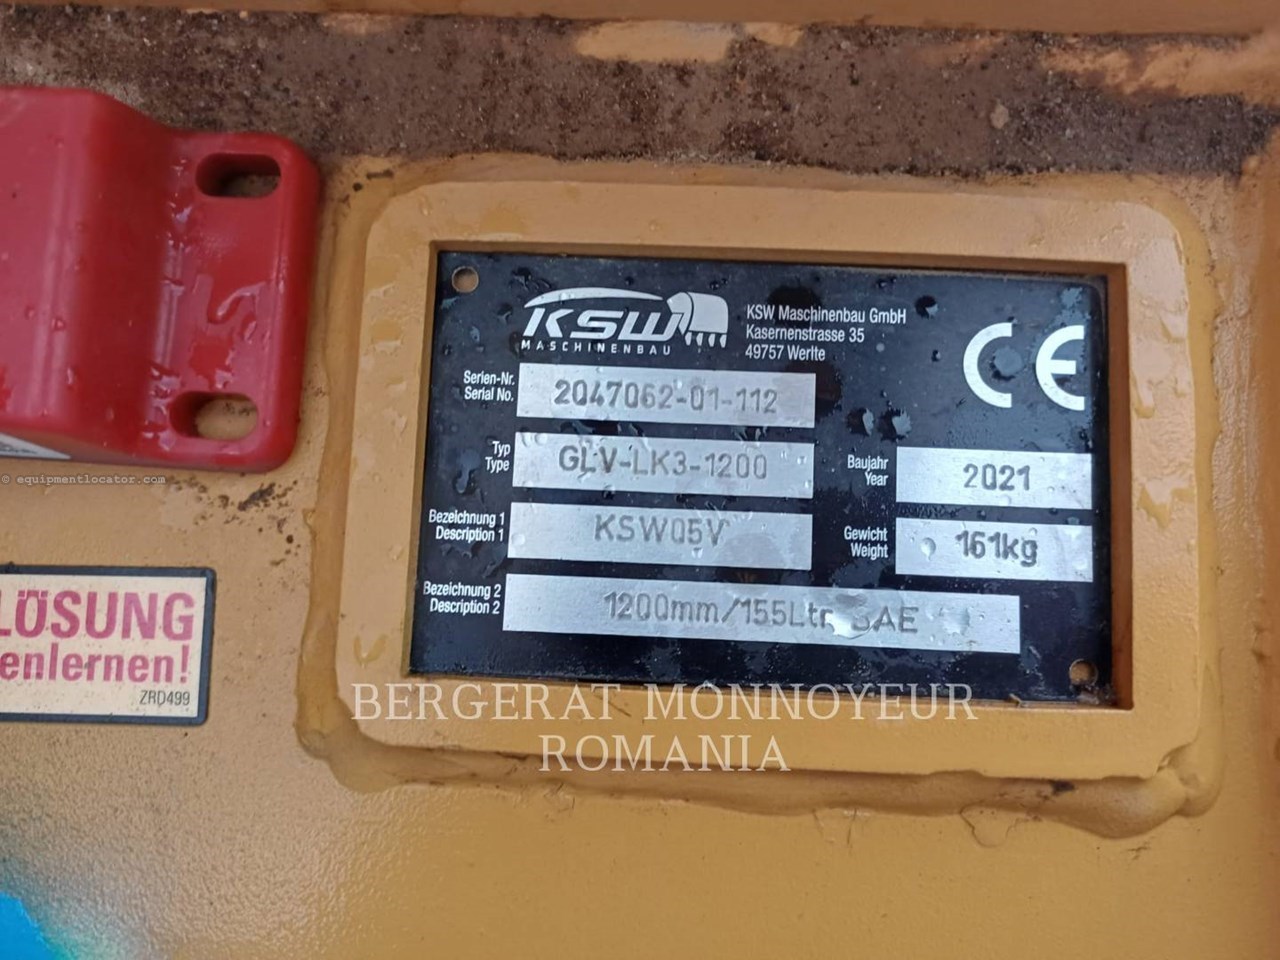 KSW
MASCHINENBAU
KSW Maschinenbau GmbH
Kasernenstrasse 35
49757 Werlte
CE
Serien-Nr.
Serial No.
2047062-01-112
Typ
Type
GLV-LK3-1200
Baujahr
Year
2021
Bezeichnung 1
Description 1
KSW05V
Gewicht
Weight
161kg
Bezeichnung 2
Description 2
1200mm/155Ltr. SAE
LÖSUNG
enlernen!
ZRD499
© equipmentlocator.com
BERGERAT MONNOYEUR
ROMANIA